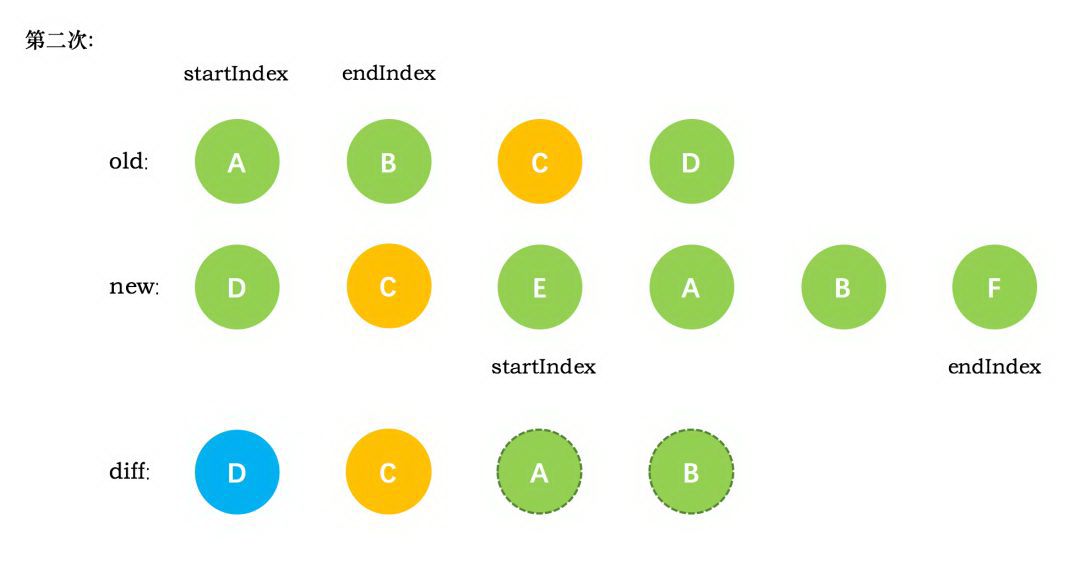 第二次:
startIndex endIndex
old: A B C D
new: D C E A B F
startIndex endIndex
diff: D C A B